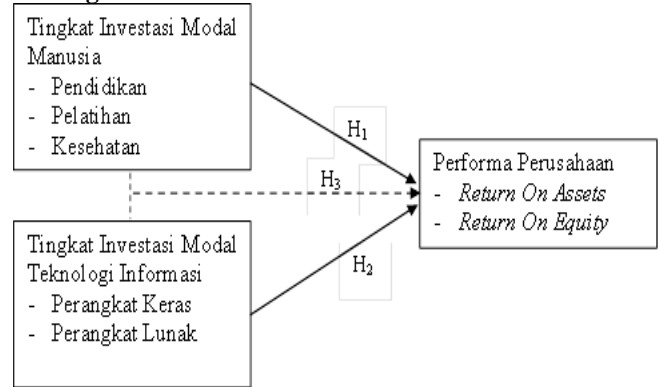 Tingkat Investasi Modal
Manusia
- Pendidikan
- Pelatihan
- Kesehatan
H1
H3
Performa Perusahaan
- Return On Assets
- Return On Equity
Tingkat Investasi Modal
Teknologi Informasi
- Perangkat Keras
- Perangkat Lunak
H2